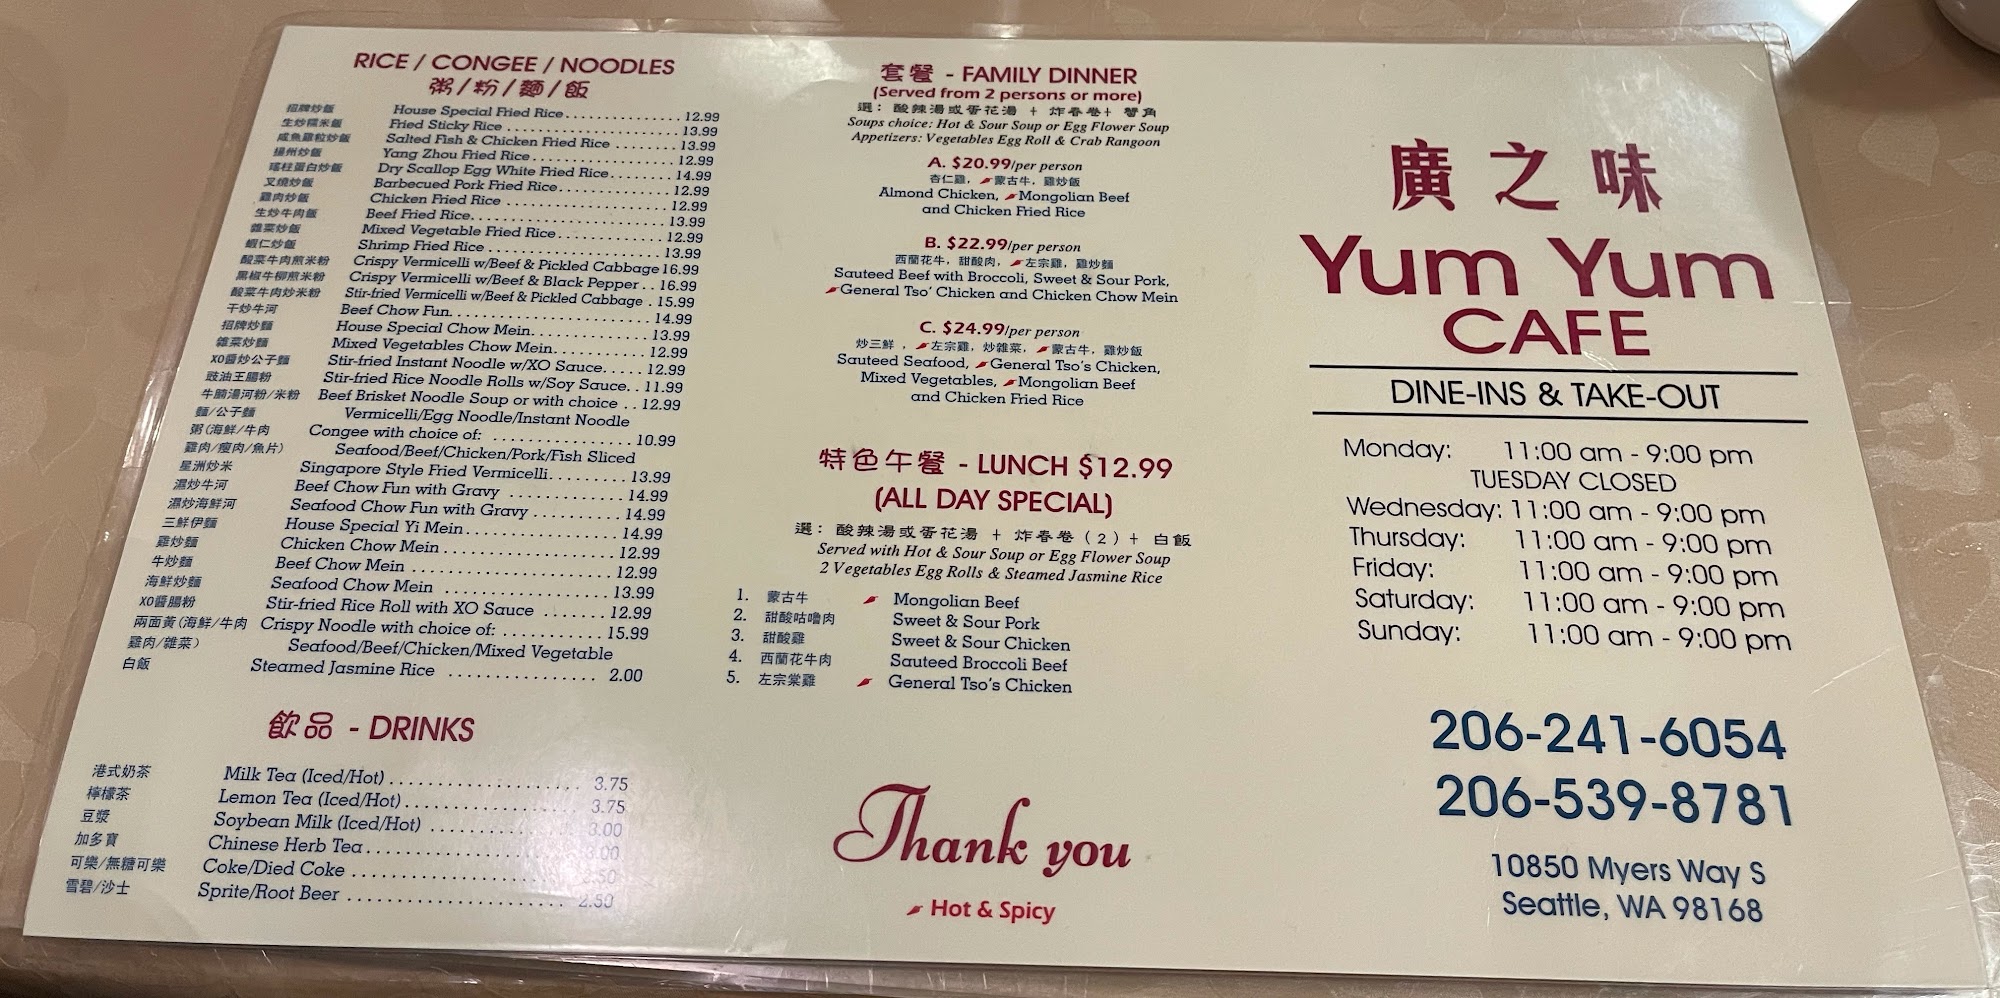 RICE / CONGEE / NOODLES
粥/粉/麵/飯
招牌炒飯 House Special Fried Rice 12.99
生炒糯米飯 Fried Sticky Rice 13.99
咸魚雞粒炒飯 Salted Fish & Chicken Fried Rice 13.99
揚州炒飯 Yang Zhou Fried Rice 12.99
瑤柱蛋白炒飯 Dry Scallop Egg White Fried Rice 14.99
叉燒炒飯 Barbecued Pork Fried Rice 12.99
雞肉炒飯 Chicken Fried Rice 12.99
生炒牛肉飯 Beef Fried Rice 13.99
雜菜炒飯 Mixed Vegetable Fried Rice 12.99
蝦仁炒飯 Shrimp Fried Rice 13.99
酸菜牛肉煎米粉 Crispy Vermicelli w/Beef & Pickled Cabbage 16.99
黑椒牛柳煎米粉 Crispy Vermicelli w/Beef & Black Pepper 16.99
酸菜牛肉炒米粉 Stir-fried Vermicelli w/Beef & Pickled Cabbage 15.99
干炒牛河 Beef Chow Fun 14.99
招牌炒麵 House Special Chow Mein 13.99
雜菜炒麵 Mixed Vegetables Chow Mein 12.99
XO醬炒公子麵 Stir-fried Instant Noodle w/XO Sauce 12.99
豉油王腸粉 Stir-fried Rice Noodle Rolls w/Soy Sauce 11.99
牛腩湯河粉/米粉 Beef Brisket Noodle Soup or with choice 12.99
麵/公子麵 Vermicelli/Egg Noodle/Instant Noodle
粥(海鮮/牛肉 Congee with choice of: 10.99
雞肉/瘦肉/魚片) Seafood/Beef/Chicken/Pork/Fish Sliced
星洲炒米 Singapore Style Fried Vermicelli 13.99
濕炒牛河 Beef Chow Fun with Gravy 14.99
濕炒海鮮河 Seafood Chow Fun with Gravy 14.99
三鮮伊麵 House Special Yi Mein 14.99
雞炒麵 Chicken Chow Mein 12.99
牛炒麵 Beef Chow Mein 12.99
海鮮炒麵 Seafood Chow Mein 13.99
XO醬腸粉 Stir-fried Rice Roll with XO Sauce 12.99
兩面黃(海鮮/牛肉 Crispy Noodle with choice of: 15.99
雞肉/雜菜) Seafood/Beef/Chicken/Mixed Vegetable
白飯 Steamed Jasmine Rice 2.00
飲品 - DRINKS
港式奶茶 Milk Tea (Iced/Hot) 3.75
檸檬茶 Lemon Tea (Iced/Hot) 3.75
豆漿 Soybean Milk (Iced/Hot) 3.00
加多寶 Chinese Herb Tea 3.00
可樂/無糖可樂 Coke/Died Coke
雪碧/沙士 Sprite/Root Beer 2.50
套餐 - FAMILY DINNER
(Served from 2 persons or more)
選: 酸辣湯或蛋花湯 + 炸春卷+ 蟹角
Soups choice: Hot & Sour Soup or Egg Flower Soup
Appetizers: Vegetables Egg Roll & Crab Rangoon
A. $20.99/per person
杏仁雞, 蒙古牛, 雞炒飯
Almond Chicken, Mongolian Beef
and Chicken Fried Rice
B. $22.99/per person
西蘭花牛, 甜酸肉, 左宗雞, 雞炒麵
Sauteed Beef with Broccoli, Sweet & Sour Pork,
General Tso' Chicken and Chicken Chow Mein
C. $24.99/per person
炒三鮮, 左宗雞, 炒雜菜, 蒙古牛, 雞炒飯
Sauteed Seafood, General Tso's Chicken,
Mixed Vegetables, Mongolian Beef
and Chicken Fried Rice
特色午餐 - LUNCH $12.99
(ALL DAY SPECIAL)
選: 酸辣湯或蛋花湯 + 炸春卷 (2) + 白飯
Served with Hot & Sour Soup or Egg Flower Soup
2 Vegetables Egg Rolls & Steamed Jasmine Rice
1. 蒙古牛 Mongolian Beef
2. 甜酸咕嚕肉 Sweet & Sour Pork
3. 甜酸雞 Sweet & Sour Chicken
4. 西蘭花牛肉 Sauteed Broccoli Beef
5. 左宗棠雞 General Tso's Chicken
Thank you
Hot & Spicy
廣之味
Yum Yum
CAFE
DINE-INS & TAKE-OUT
Monday: 11:00 am - 9:00 pm
TUESDAY CLOSED
Wednesday: 11:00 am - 9:00 pm
Thursday: 11:00 am - 9:00 pm
Friday: 11:00 am - 9:00 pm
Saturday: 11:00 am - 9:00 pm
Sunday: 11:00 am - 9:00 pm
206-241-6054
206-539-8781
10850 Myers Way S
Seattle, WA 98168